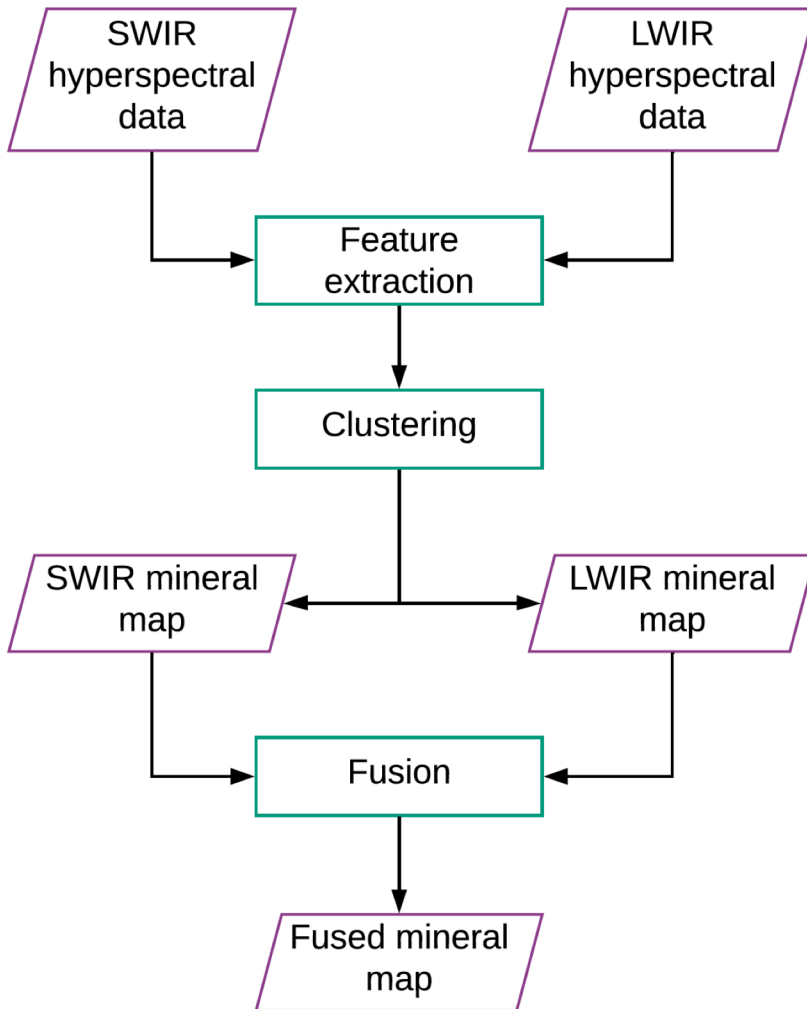 SWIR
hyperspectral
data
LWIR
hyperspectral
data
Feature
extraction
Clustering
SWIR mineral
map
LWIR mineral
map
Fusion
Fused mineral
map